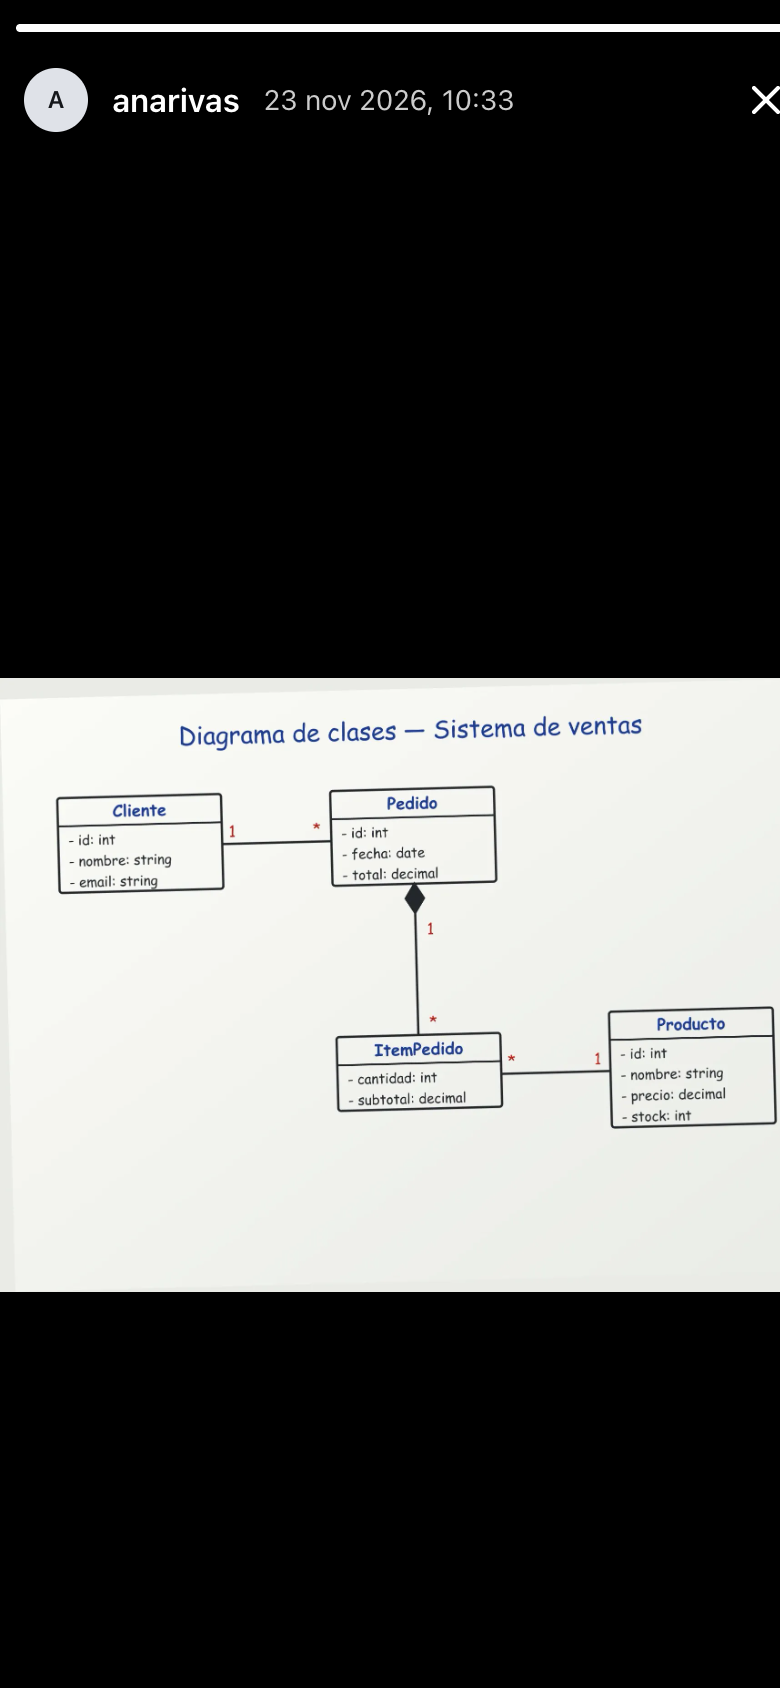 A
anarivas 23 nov 2026, 10:33
Diagrama de clases — Sistema de ventas
Cliente
- id: int
- nombre: string
- email: string
1
*
Pedido
- id: int
- fecha: date
- total: decimal
1
*
ItemPedido
- cantidad: int
- subtotal: decimal
*
1
Producto
- id: int
- nombre: string
- precio: decimal
- stock: int